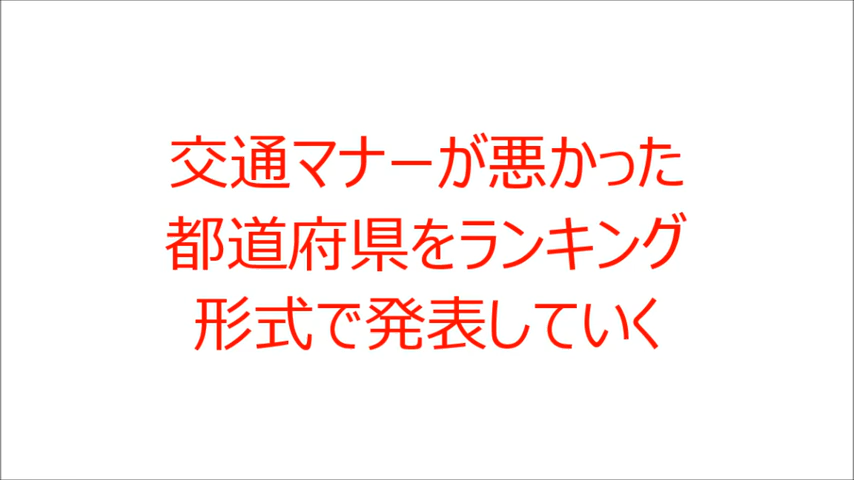 交通マナーが悪かった
都道府県をランキング
形式で発表していく